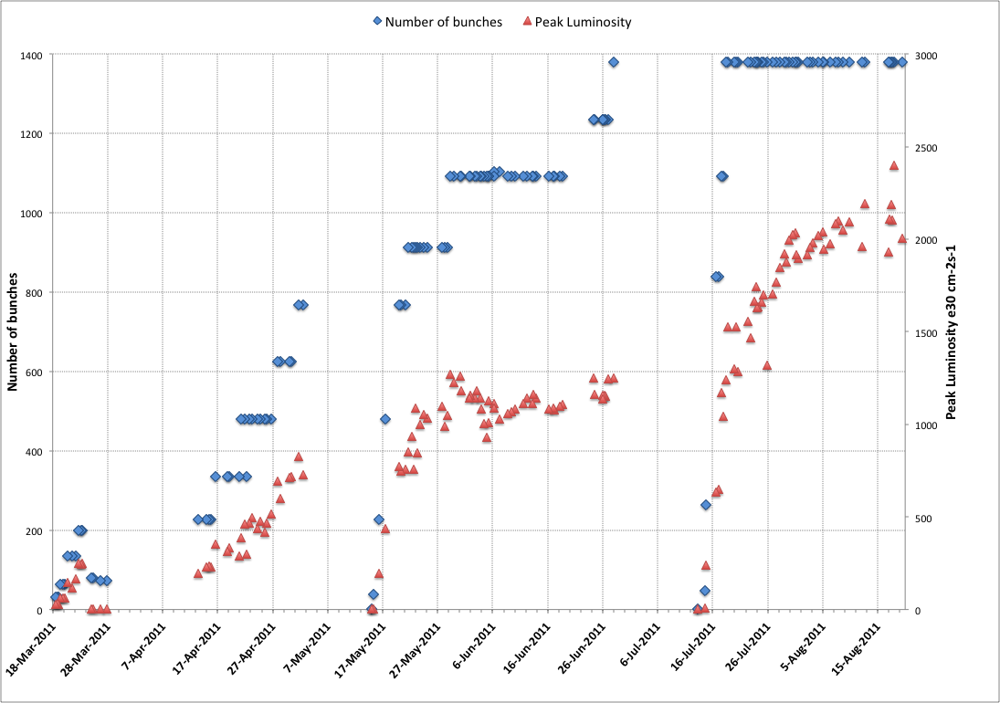 Number of bunches Peak Luminosity
1400
1200
1000
800
600
400
200
0
Number of bunches
3000
2500
2000
1500
1000
500
0
Peak Luminosity e30 cm-2s-1
18-Mar-2011
28-Mar-2011
7-Apr-2011
17-Apr-2011
27-Apr-2011
7-May-2011
17-May-2011
27-May-2011
6-Jun-2011
16-Jun-2011
26-Jun-2011
6-Jul-2011
16-Jul-2011
26-Jul-2011
5-Aug-2011
15-Aug-2011